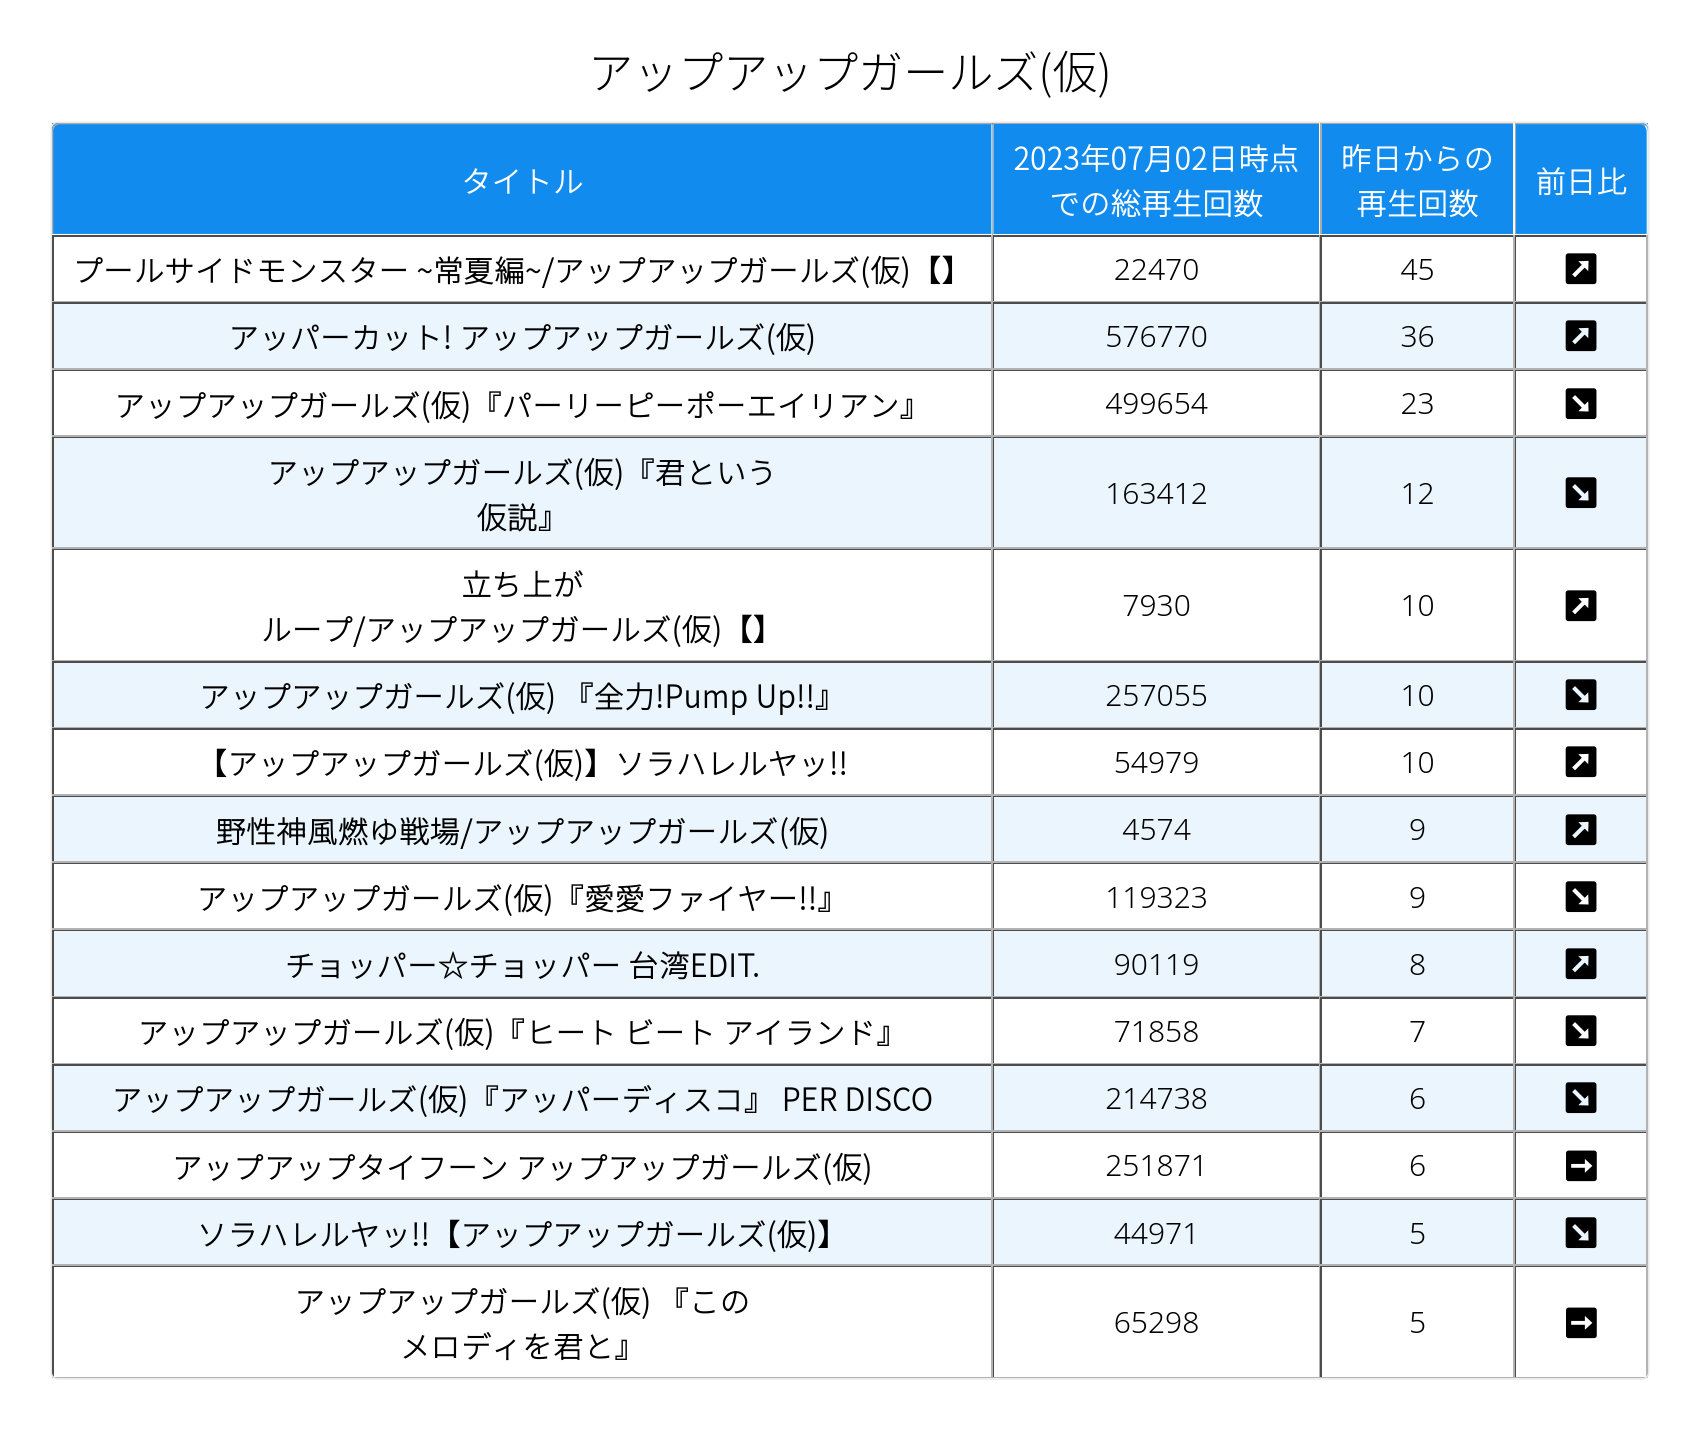 アップアップガールズ(仮)
タイトル
2023年07月02日時点
での総再生回数
昨日からの
再生回数
前日比
プールサイドモンスター ~常夏編~/アップアップガールズ(仮)【】 22470 45 ↗
アッパーカット! アップアップガールズ(仮) 576770 36 ↗
アップアップガールズ(仮)『パーリーピーポーエイリアン』 499654 23 ↘
アップアップガールズ(仮)『君という
仮説』 163412 12 ↘
立ち上が
ループ/アップアップガールズ(仮)【】 7930 10 ↗
アップアップガールズ(仮) 『全力!Pump Up!!』 257055 10 ↘
【アップアップガールズ(仮)】ソラハレルヤッ!! 54979 10 ↗
野性神風燃ゆ戦場/アップアップガールズ(仮) 4574 9 ↗
アップアップガールズ(仮)『愛愛ファイヤー!!』 119323 9 ↘
チョッパー☆チョッパー 台湾EDIT. 90119 8 ↗
アップアップガールズ(仮)『ヒート ビート アイランド』 71858 7 ↘
アップアップガールズ(仮)『アッパーディスコ』 PER DISCO 214738 6 ↘
アップアップタイフーン アップアップガールズ(仮) 251871 6 →
ソラハレルヤッ!!【アップアップガールズ(仮)】 44971 5 ↘
アップアップガールズ(仮) 『この
メロディを君と』 65298 5 →